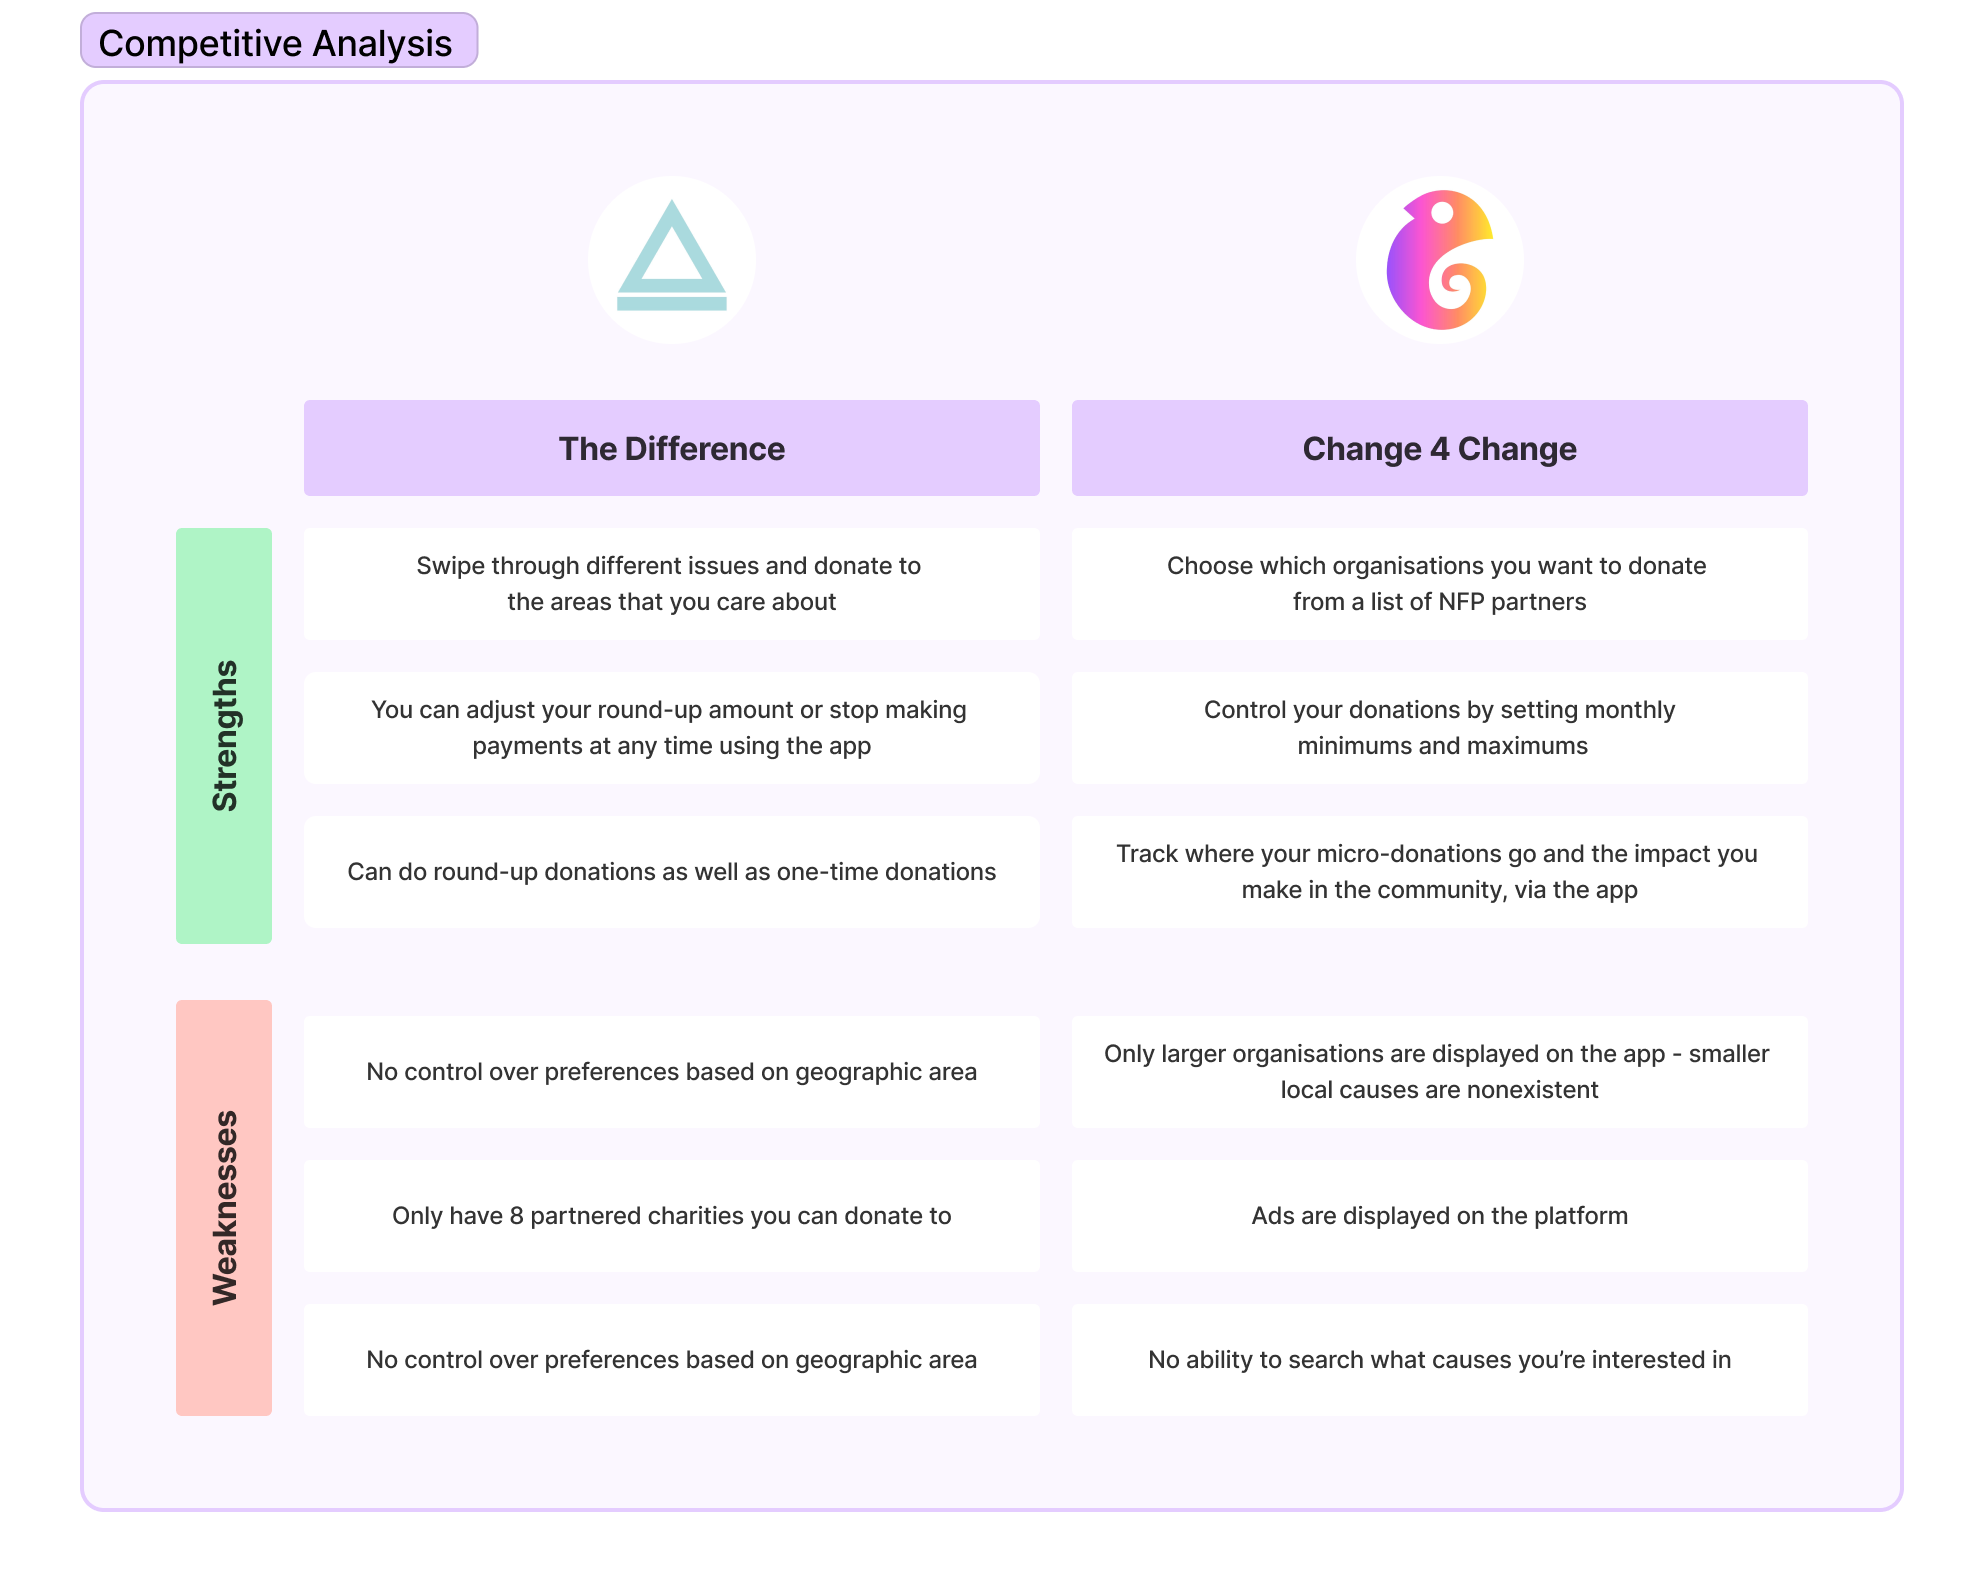 Competitive Analysis
The Difference
Change 4 Change
Strengths
Swipe through different issues and donate to
the areas that you care about
Choose which organisations you want to donate
from a list of NFP partners
You can adjust your round-up amount or stop making
payments at any time using the app
Control your donations by setting monthly
minimums and maximums
Can do round-up donations as well as one-time donations
Track where your micro-donations go and the impact you
make in the community, via the app
Weaknesses
No control over preferences based on geographic area
Only larger organisations are displayed on the app - smaller
local causes are nonexistent
Only have 8 partnered charities you can donate to
Ads are displayed on the platform
No control over preferences based on geographic area
No ability to search what causes you’re interested in